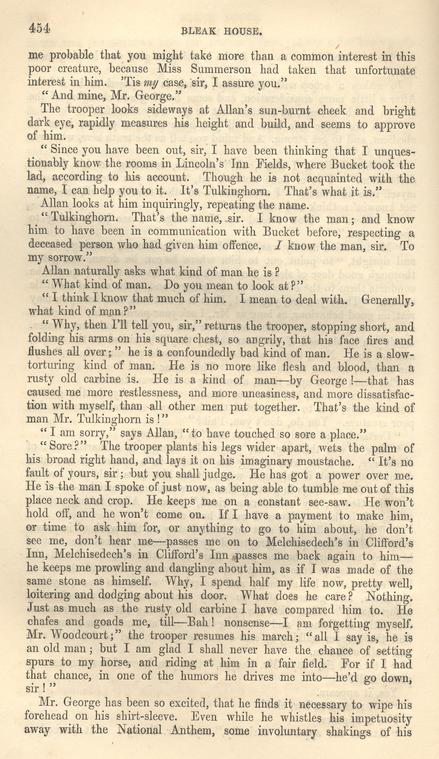 454 BLEAK HOUSE.
me probable that you might take more than a common interest in this
poor creature, because Miss Summerson had taken that unfortunate
interest in him. 'Tis my case, sir, I assure you."
"And mine, Mr. George."
The trooper looks sideways at Allan's sun-burnt cheek and bright
dark eye, rapidly measures his height and build, and seems to approve
of him.
"Since you have been out, sir, I have been thinking that I unques-
tionably know the rooms in Lincoln's Inn Fields, where Bucket took the
lad, according to his account. Though he is not acquainted with the
name, I can help you to it. It's Tulkinghorn. That's what it is."
Allan looks at him inquiringly, repeating the name.
"Tulkinghorn. That's the name, sir. I know the man; and know
him to have been in communication with Bucket before, respecting a
deceased person who had given him offence. I know the man, sir. To
my sorrow."
Allan naturally asks what kind of man he is?
"What kind of man. Do you mean to look at?"
"I think I know that much of him. I mean to deal with. Generally,
what kind of man?"
"Why, then I'll tell you, sir," returns the trooper, stopping short, and
folding his arms on his square chest, so angrily, that his face fires and
flushes all over;" he is a confoundedly bad kind of man. He is a slow-
torturing kind of man. He is no more like flesh and blood, than a
rusty old carbine is. He is a kind of man—by George!—that has
caused me more restlessness, and more uneasiness, and more dissatisfac-
tion with myself, than all other men put together. That's the kind of
man Mr. Tulkinghorn is!"
"I am sorry," says Allan, "to have touched so sore a place."
"Sore?" The trooper plants his legs wider apart, wets the palm of
his broad right hand, and lays it on his imaginary moustache. "It's no
fault of yours, sir; but you shall judge. He has got a power over me.
He is the man I spoke of just now, as being able to tumble me out of this
place neck and crop. He keeps me on a constant see-saw. He won't
hold off, and he won't come on. If I have a payment to make him,
or time to ask him for, or anything to go to him about, he don't
see me, don't hear me—passes me on to Melchisedech's in Clifford's
Inn, Melchisedech's in Clifford's Inn passes me back again to him—
he keeps me prowling and dangling about him, as if I was made of the
same stone as himself. Why, I spend half my life now, pretty well,
loitering and dodging about his door. What does he care? Nothing.
Just as much as the rusty old carbine I have compared him to. He
chafes and goads me, till—Bah! nonsense—I am forgetting myself.
Mr. Woodcourt;" the trooper resumes his march; "all I say is, he is
an old man; but I am glad I shall never have the chance of setting
spurs to my horse, and riding at him in a fair field. For if I had
that chance, in one of the humors he drives me into—he'd go down,
sir!"
Mr. George has been so excited, that he finds it necessary to wipe his
forehead on his shirt-sleeve. Even while he whistles his impetuosity
away with the National Anthem, some involuntary shakings of his